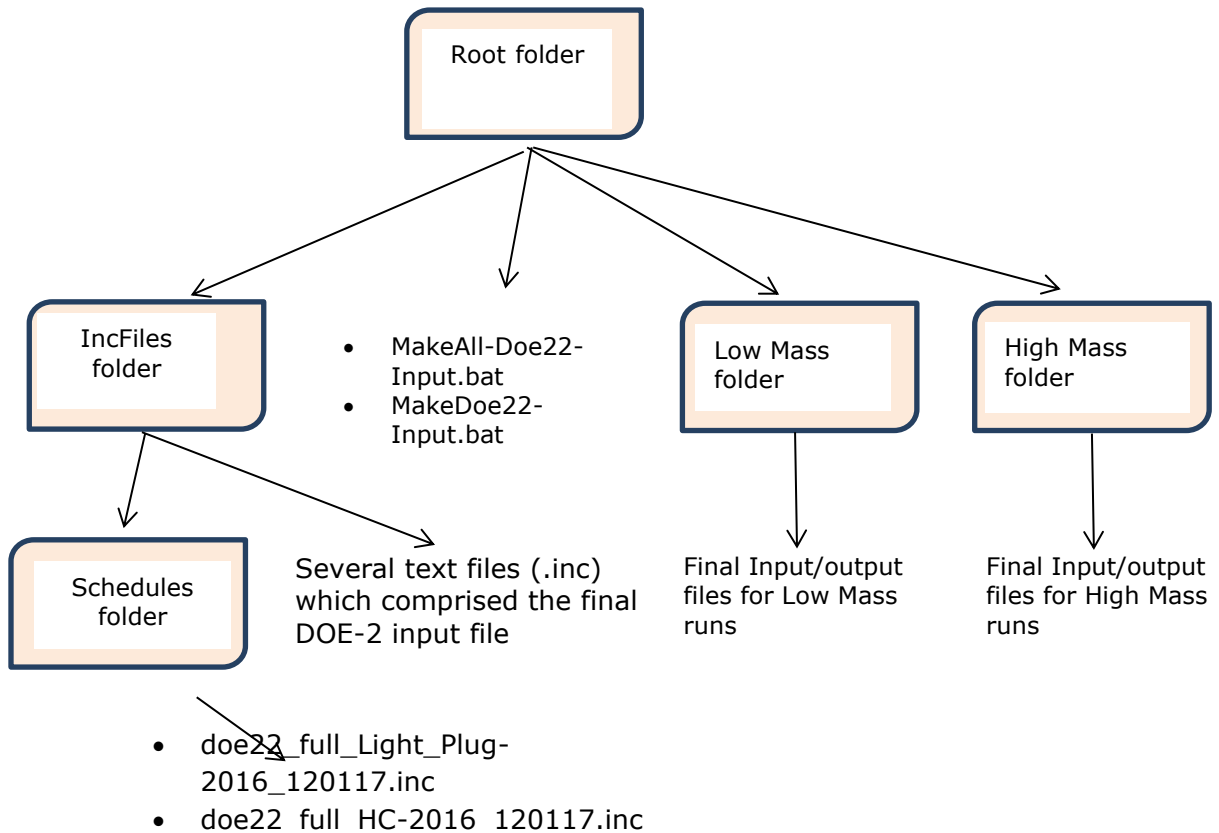 Root folder
IncFiles
folder
• MakeAll-Doe22-
Input.bat
• MakeDoe22-
Input.bat
Low Mass
folder
High Mass
folder
Schedules
folder
Several text files (.inc)
which comprised the final
DOE-2 input file
Final Input/output
files for Low Mass
runs
Final Input/output
files for High Mass
runs
• doe22_full_Light_Plug-
2016_120117.inc
• doe22_full_HC-2016_120117.inc